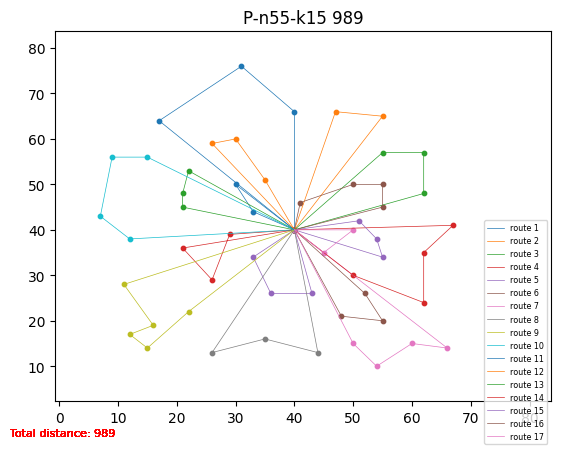 P-n55-k15 989
80
70
60
50
40
30
20
10
0 10 20 30 40 50 60 70 80
route 1
route 2
route 3
route 4
route 5
route 6
route 7
route 8
route 9
route 10
route 11
route 12
route 13
route 14
route 15
route 16
route 17
Total distance: 989